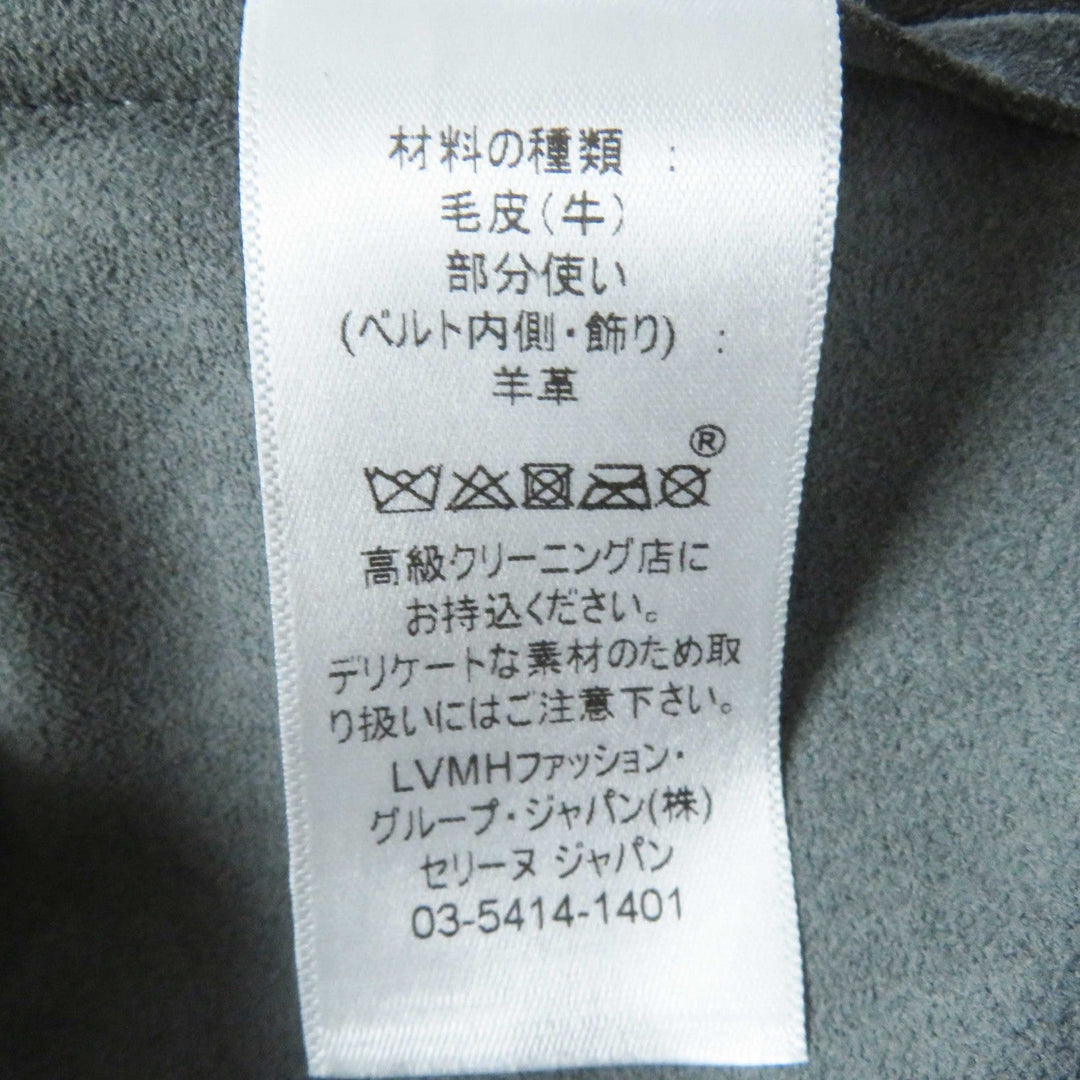 材料の種類 :
毛皮(牛)
部分使い
(ベルト内側・飾り) :
羊革
®
高級クリーニング店に
お持込ください。
デリケートな素材のため取
り扱いにはご注意下さい。
LVMHファッション・
グループ・ジャパン(株)
セリーヌ ジャパン
03-5414-1401